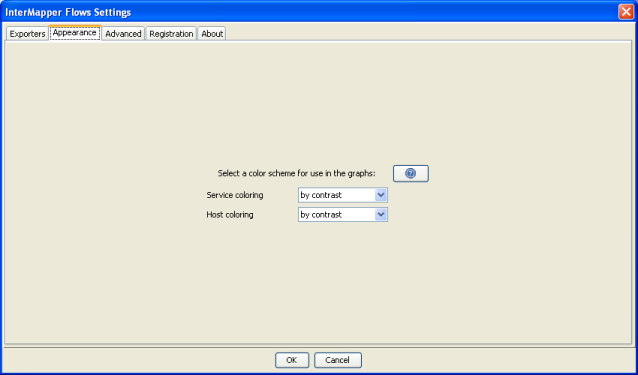 InterMapper Flows Settings
Exporters Appearance Advanced Registration About
Select a color scheme for use in the graphs:
Service coloring by contrast
Host coloring by contrast
OK Cancel